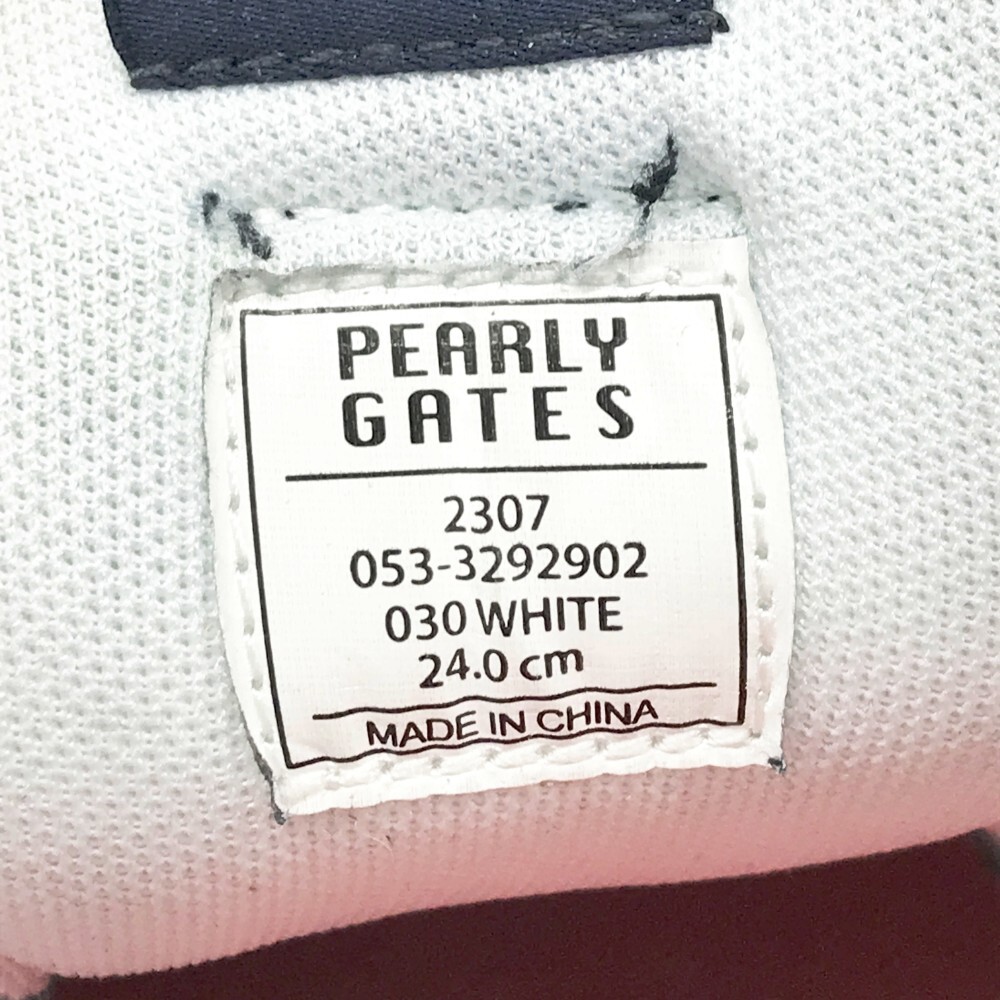 PEARLY
GATES
2307
053-3292902
030 WHITE
24.0 cm
MADE IN CHINA